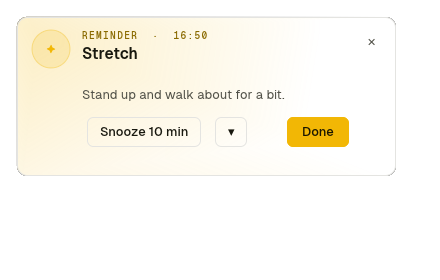 REMINDER - 16:50
Stretch
Stand up and walk about for a bit.
Snooze 10 min ▾ Done